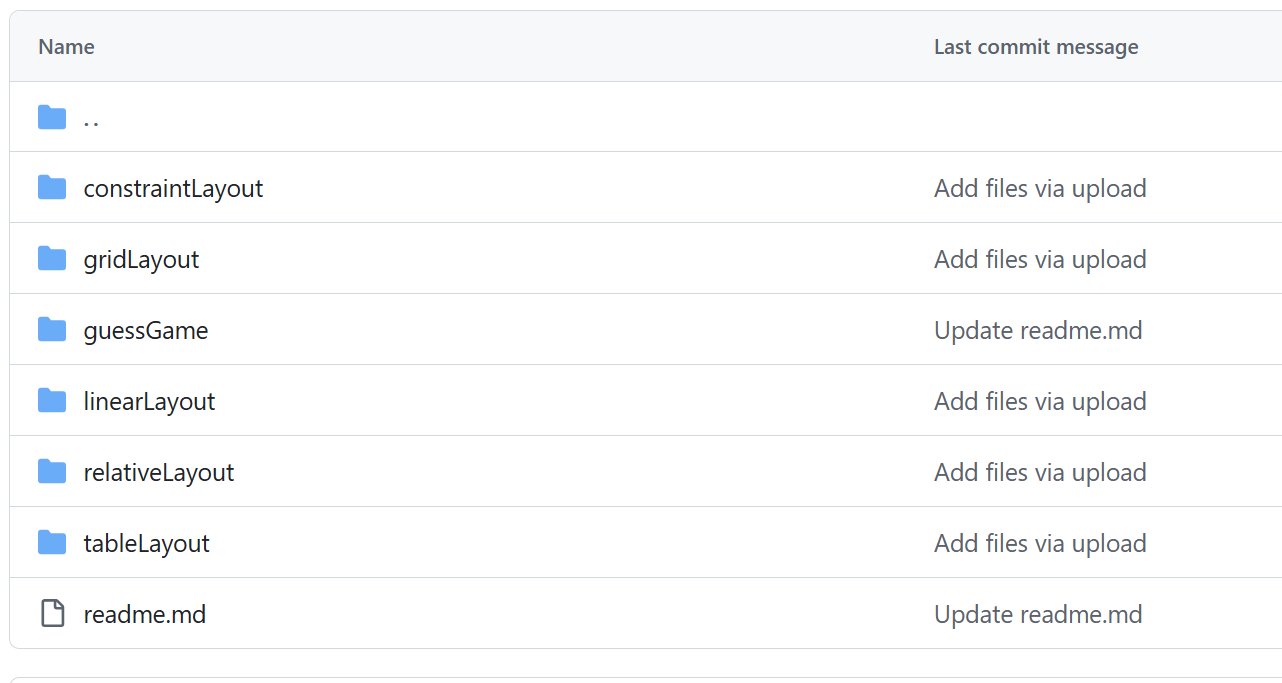 Name Last commit message
..
constraintLayout Add files via upload
gridLayout Add files via upload
guessGame Update readme.md
linearLayout Add files via upload
relativeLayout Add files via upload
tableLayout Add files via upload
readme.md Update readme.md